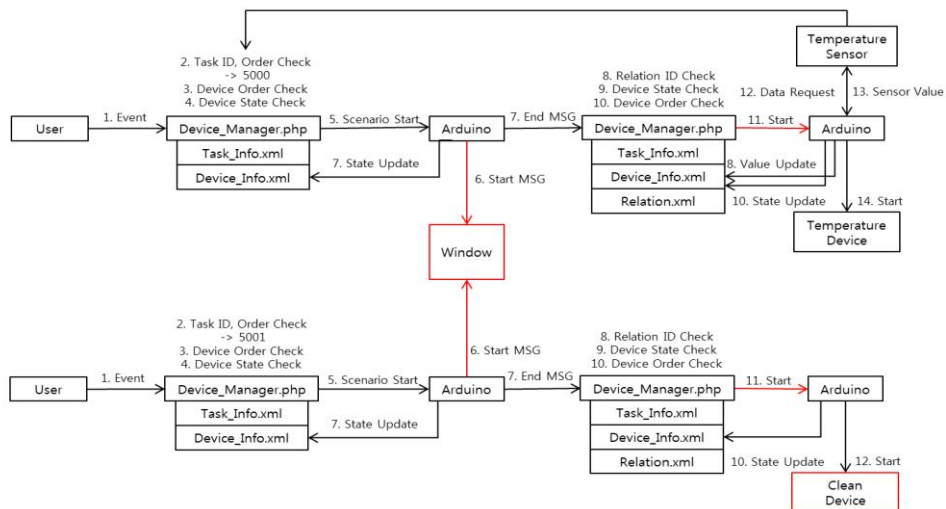 Temperature
Sensor
2. Task ID, Order Check
-> 5000
3. Device Order Check
4. Device State Check
8. Relation ID Check
9. Device State Check
10. Device Order Check
12. Data Request
13. Sensor Value
User
1. Event
Device_Manager.php
5. Scenario Start
Arduino
7. End MSG
Device_Manager.php
11. Start
Arduino
Task_Info.xml
Device_Info.xml
7. State Update
6. Start MSG
Task_Info.xml
Device_Info.xml
Relation.xml
8. Value Update
10. State Update
14. Start
Temperature
Device
Window
2. Task ID, Order Check
-> 5001
3. Device Order Check
4. Device State Check
6. Start MSG
8. Relation ID Check
9. Device State Check
10. Device Order Check
User
1. Event
Device_Manager.php
5. Scenario Start
Arduino
7. End MSG
Device_Manager.php
11. Start
Arduino
Task_Info.xml
Device_Info.xml
7. State Update
Task_Info.xml
Device_Info.xml
Relation.xml
10. State Update
12. Start
Clean
Device